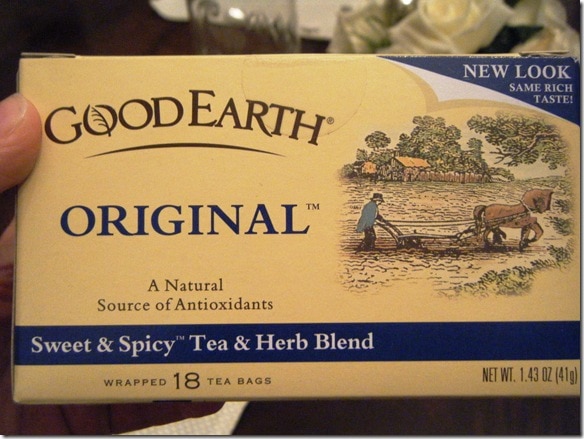 NEW LOOK
SAME RICH
TASTE!
GOOD EARTH®
ORIGINAL™
A Natural
Source of Antioxidants
Sweet & Spicy™ Tea & Herb Blend
WRAPPED 18 TEA BAGS
NET WT. 1.43 OZ (41g)